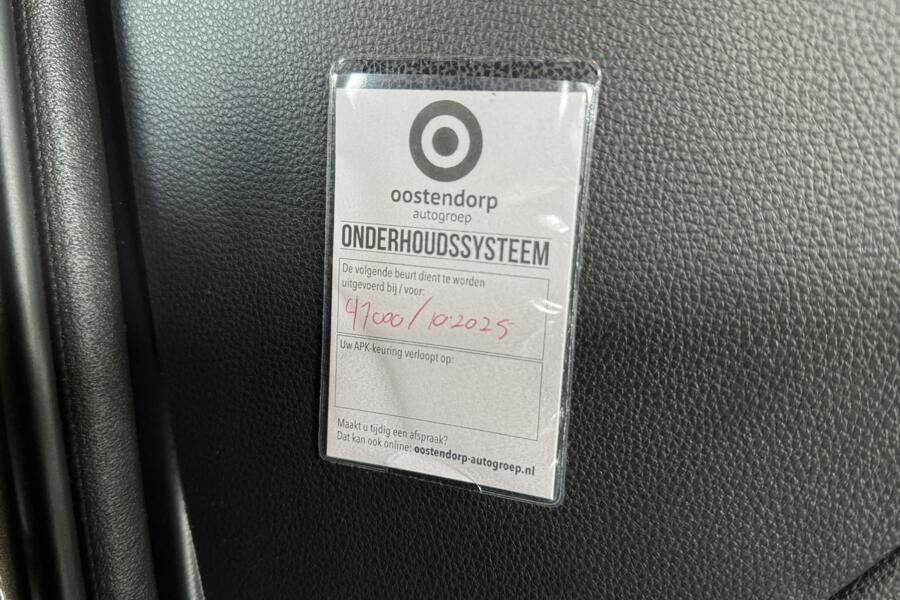 oostendorp
autogroep
ONDERHOUDSSYSTEEM
De volgende beurt dient te worden
uitgevoerd bij / voor:
47000/10-2025
Uw APK-keuring verloopt op:
Maakt u tijdig een afspraak?
Dat kan ook online: oostendorp-autogroep.nl